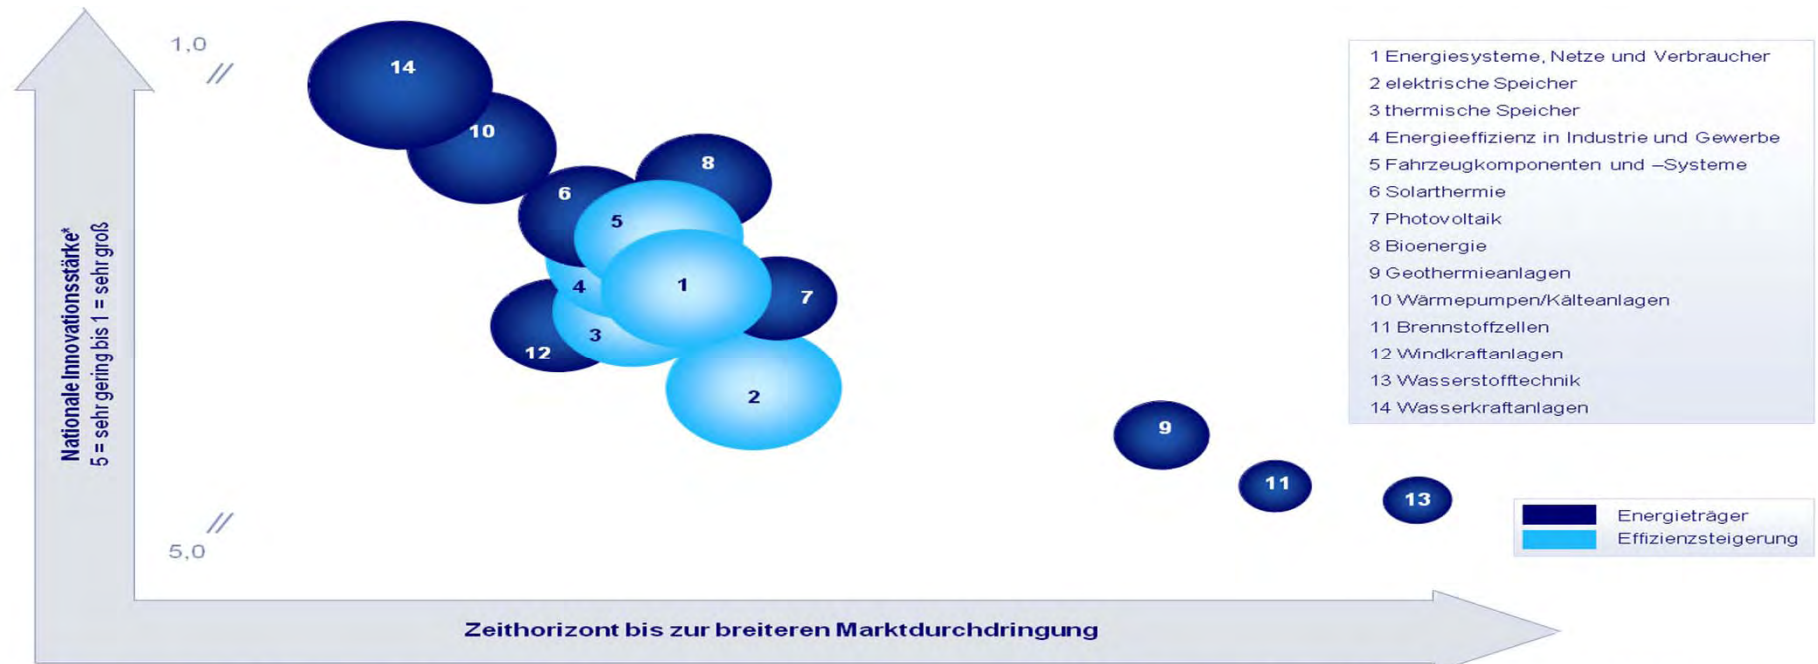 1,0
//
14
10
8
6
5
1
4
7
3
12
2
9
11
13
//
5,0
Nationale Innovationsstärke*
5 = sehr gering bis 1 = sehr groß
Zeithorizont bis zur breiteren Marktdurchdringung
1 Energiesysteme, Netze und Verbraucher
2 elektrische Speicher
3 thermische Speicher
4 Energieeffizienz in Industrie und Gewerbe
5 Fahrzeugkomponenten und –Systeme
6 Solarthermie
7 Photovoltaik
8 Bioenergie
9 Geothermieanlagen
10 Wärmepumpen/Kälteanlagen
11 Brennstoffzellen
12 Windkraftanlagen
13 Wasserstofftechnik
14 Wasserkraftanlagen
Energieträger
Effizienzsteigerung